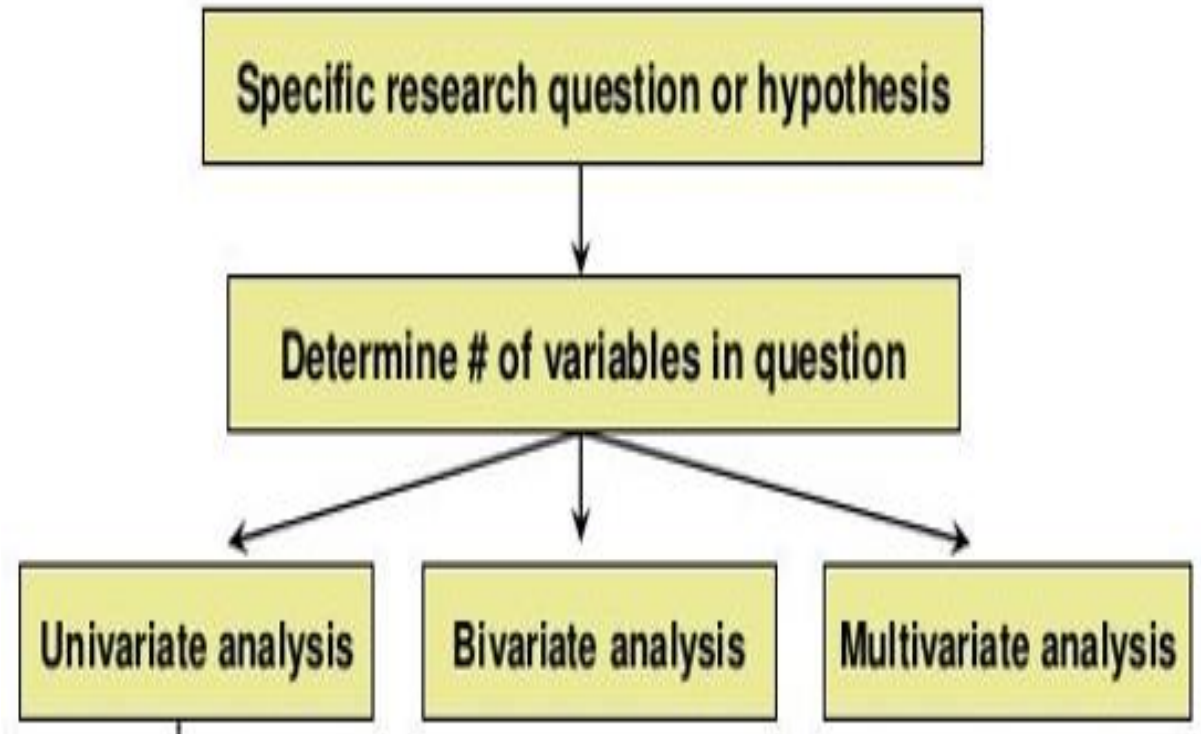 Specific research question or hypothesis
Determine # of variables in question
Univariate analysis
Bivariate analysis
Multivariate analysis